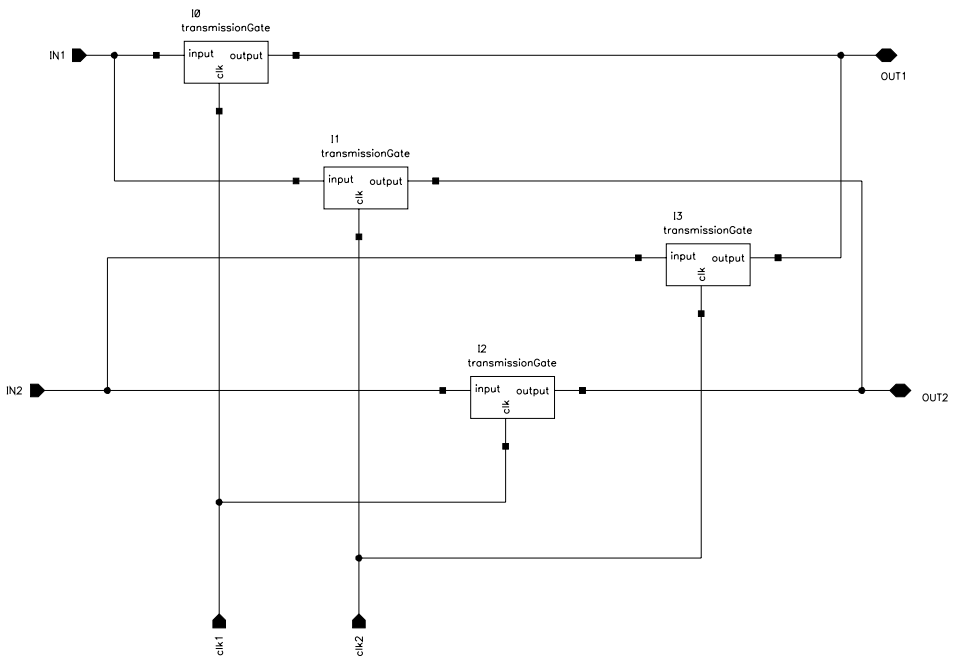 I0
transmissionGate
IN1
input
output
clk
OUT1
I1
transmissionGate
input
output
clk
I3
transmissionGate
input
output
clk
I2
transmissionGate
IN2
input
output
clk
OUT2
clk1
clk2